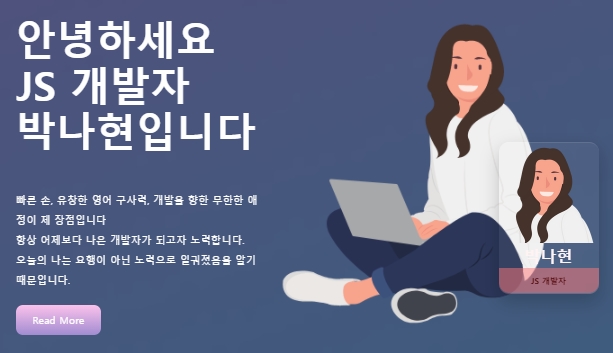 안녕하세요
JS 개발자
박나현입니다
빠른 손, 유창한 영어 구사력, 개발을 향한 무한한 애
정이 제 장점입니다
항상 어제보다 나은 개발자가 되고자 노력합니다.
오늘의 나는 요행이 아닌 노력으로 일궈졌음을 알기
때문입니다.
Read More
박나현
JS 개발자